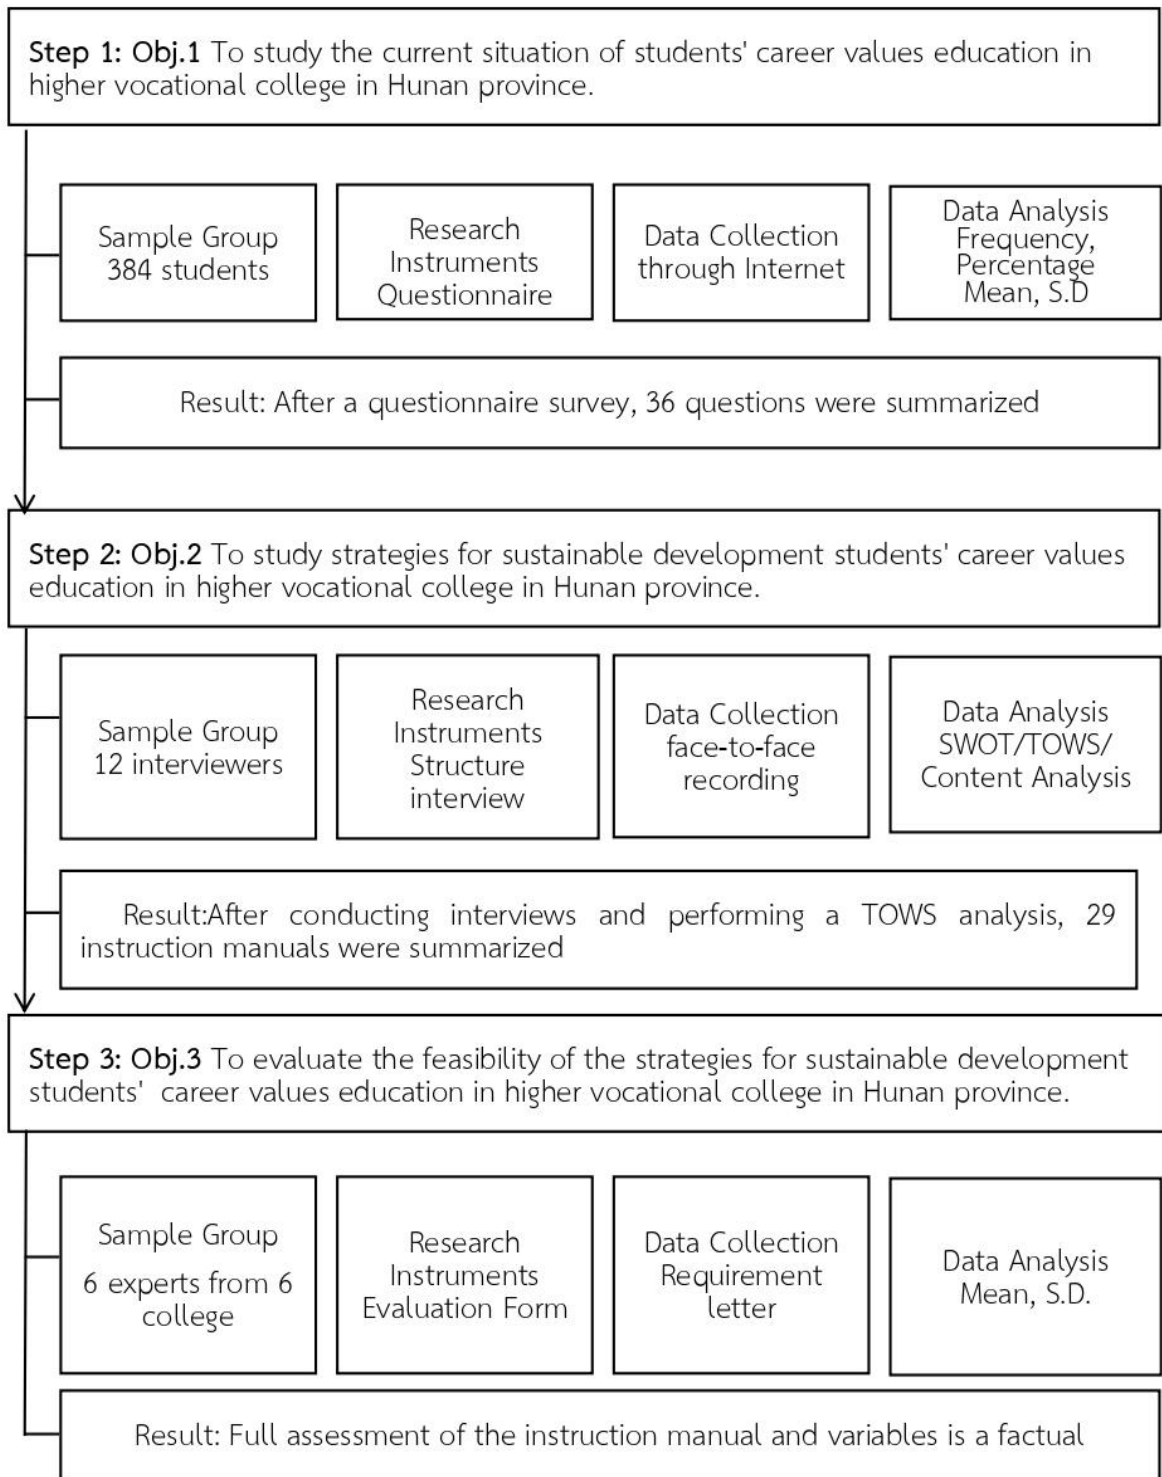 Step 1: Obj.1 To study the current situation of students' career values education in
higher vocational college in Hunan province.
Sample Group
384 students
Research
Instruments
Questionnaire
Data Collection
through Internet
Data Analysis
Frequency,
Percentage
Mean, S.D
Result: After a questionnaire survey, 36 questions were summarized
Step 2: Obj.2 To study strategies for sustainable development students' career values
education in higher vocational college in Hunan province.
Sample Group
12 interviewers
Research
Instruments
Structure
interview
Data Collection
face-to-face
recording
Data Analysis
SWOT/TOWS/
Content Analysis
Result:After conducting interviews and performing a TOWS analysis, 29
instruction manuals were summarized
Step 3: Obj.3 To evaluate the feasibility of the strategies for sustainable development
students' career values education in higher vocational college in Hunan province.
Sample Group
6 experts from 6
college
Research
Instruments
Evaluation Form
Data Collection
Requirement
letter
Data Analysis
Mean, S.D.
Result: Full assessment of the instruction manual and variables is a factual